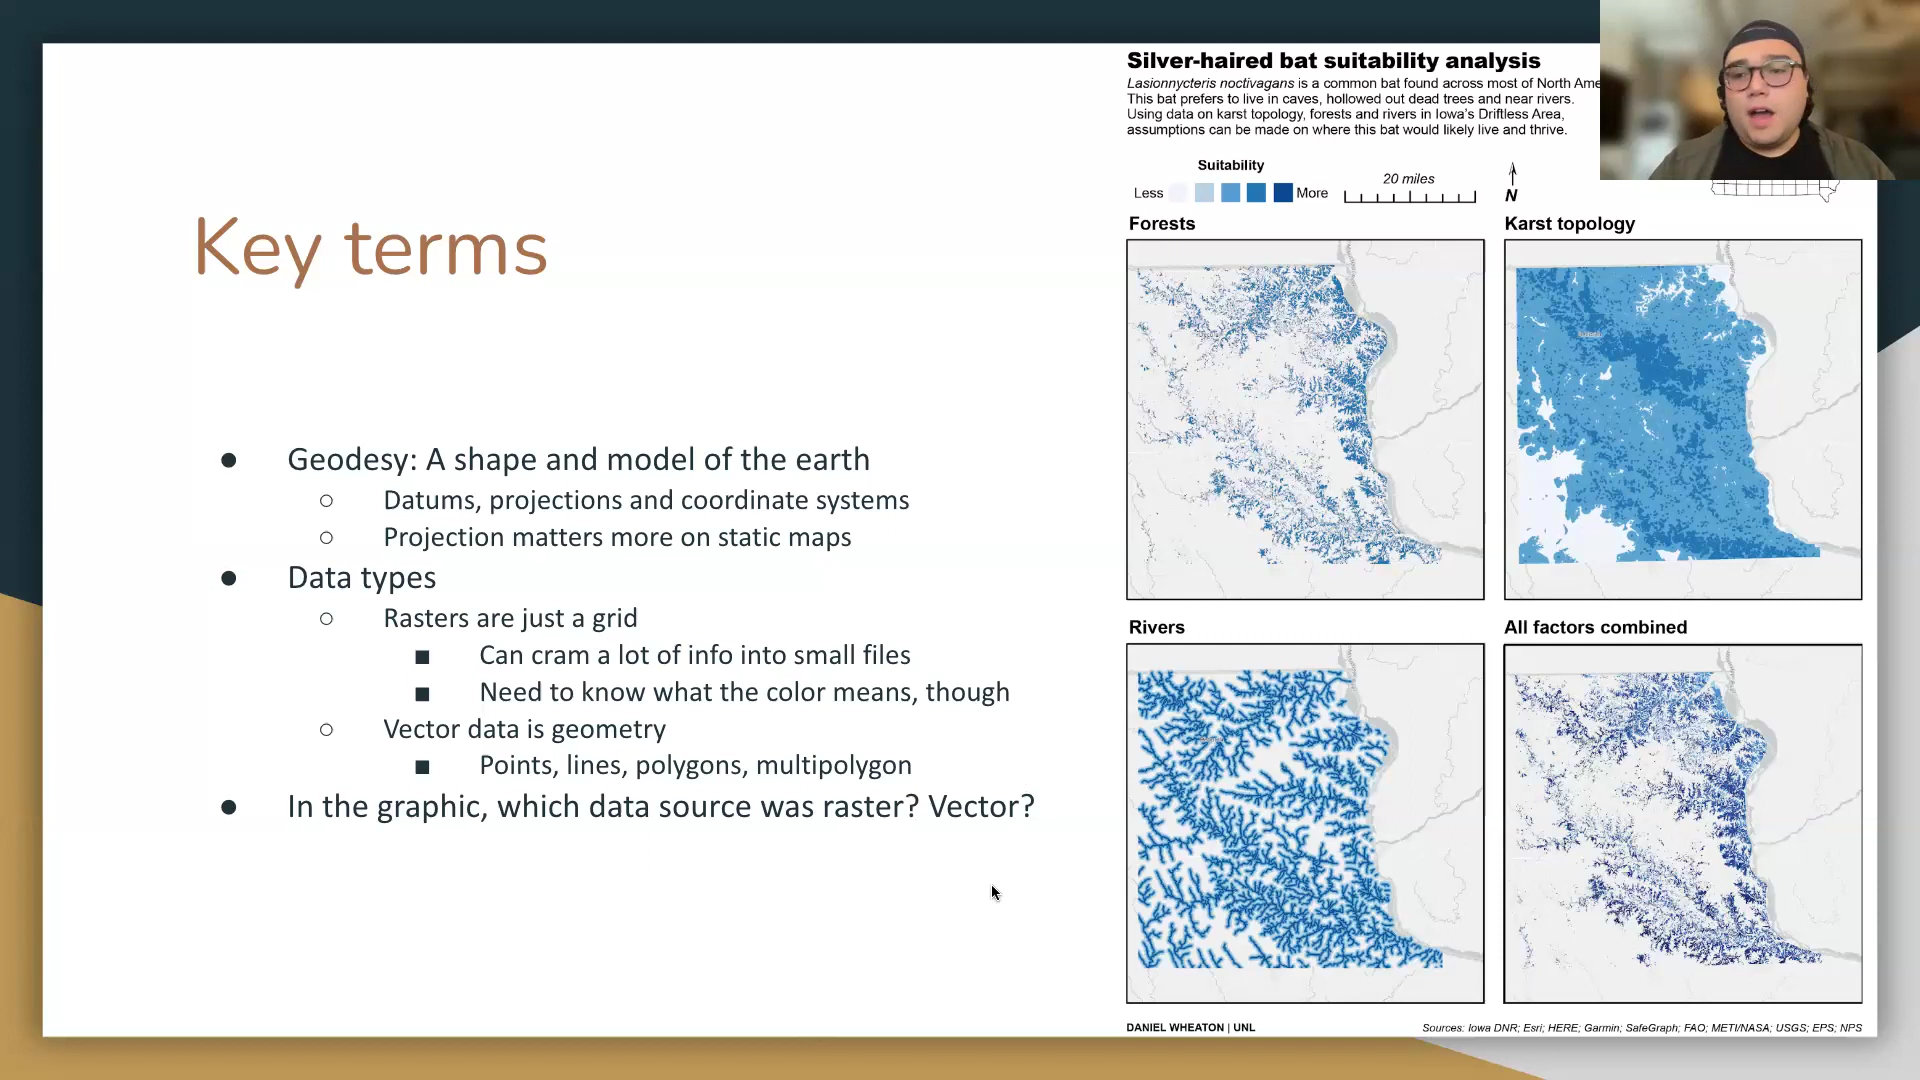 Key terms
● Geodesy: A shape and model of the earth
○ Datums, projections and coordinate systems
○ Projection matters more on static maps
● Data types
○ Rasters are just a grid
■ Can cram a lot of info into small files
■ Need to know what the color means, though
○ Vector data is geometry
■ Points, lines, polygons, multipolygon
● In the graphic, which data source was raster? Vector?
Silver-haired bat suitability analysis
Lasionnycteris noctivagans is a common bat found across most of North Ame
This bat prefers to live in caves, hollowed out dead trees and near rivers.
Using data on karst topology, forests and rivers in Iowa's Driftless Area,
assumptions can be made on where this bat would likely live and thrive.
Suitability
Less More
20 miles
N
Forests
Karst topology
Rivers
All factors combined
DANIEL WHEATON | UNL
Sources: Iowa DNR; Esri; HERE; Garmin; SafeGraph; FAO; METI/NASA; USGS; EPS; NPS